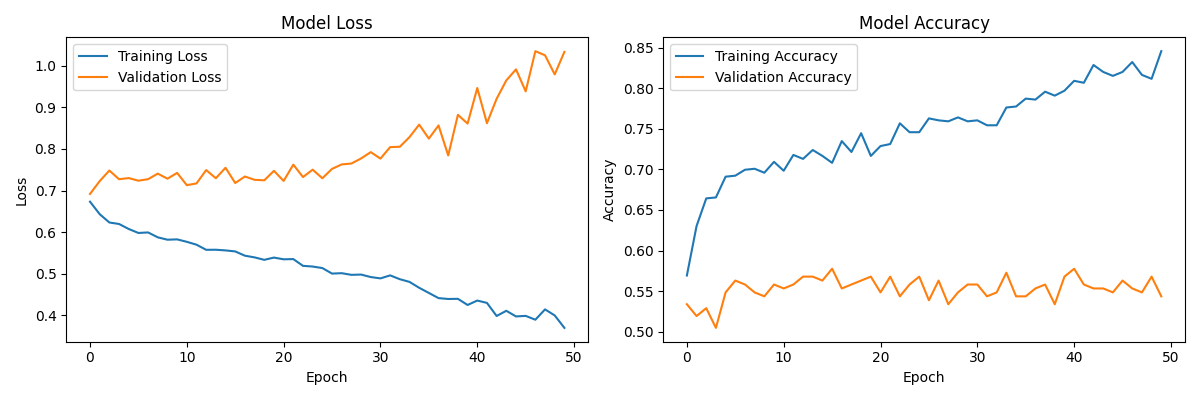 Model Loss
Training Loss
Validation Loss
1.0
0.9
0.8
0.7
0.6
0.5
0.4
Loss
0 10 20 30 40 50
Epoch
Model Accuracy
Training Accuracy
Validation Accuracy
0.85
0.80
0.75
0.70
0.65
0.60
0.55
0.50
Accuracy
0 10 20 30 40 50
Epoch